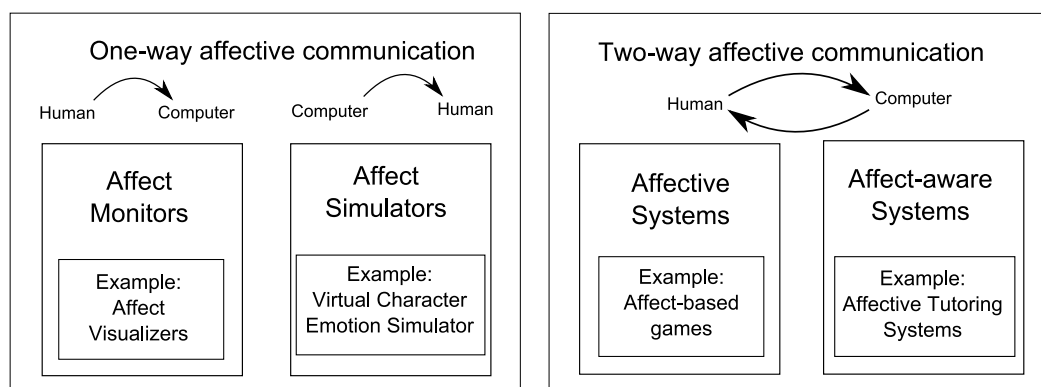 One-way affective communication
Human
Computer
Computer
Human
Affect
Monitors
Example:
Affect
Visualizers
Affect
Simulators
Example:
Virtual Character
Emotion Simulator
Two-way affective communication
Human
Computer
Affective
Systems
Example:
Affect-based
games
Affect-aware
Systems
Example:
Affective Tutoring
Systems